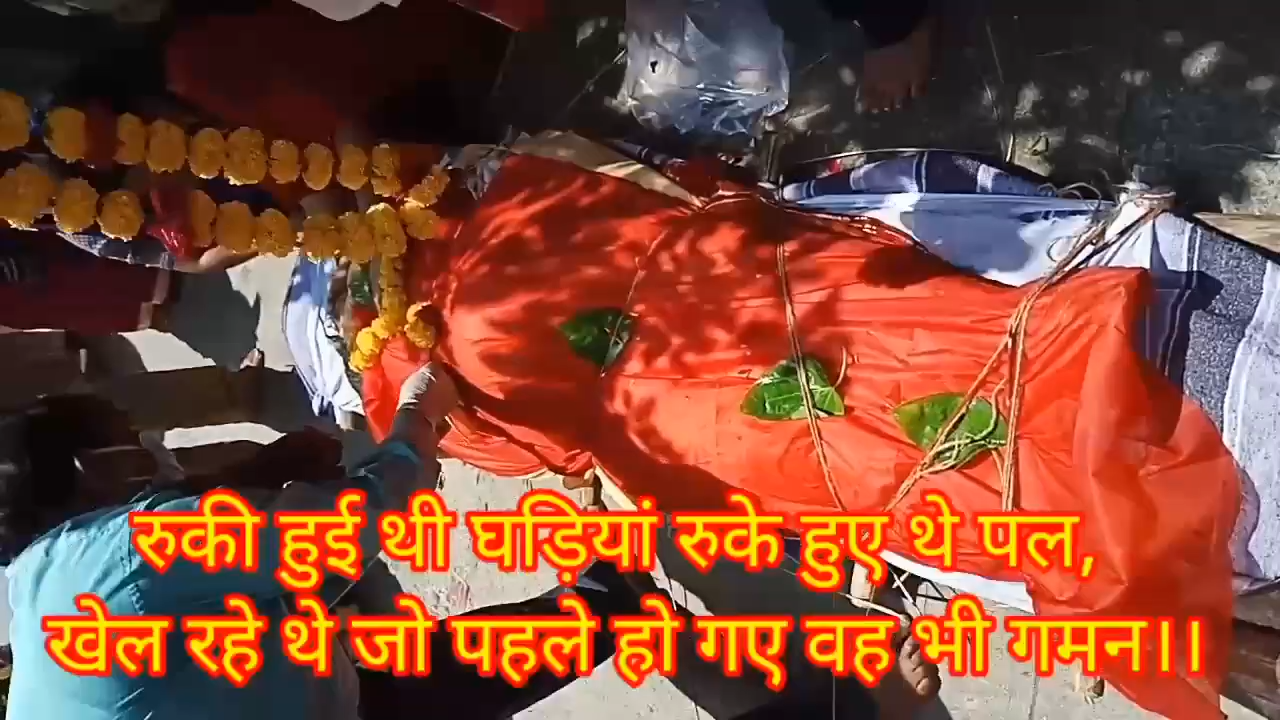 रुकी हुई थी घड़ियां रुके हुए थे पल,
खेल रहे थे जो पहले हो गए वह भी गमन।।